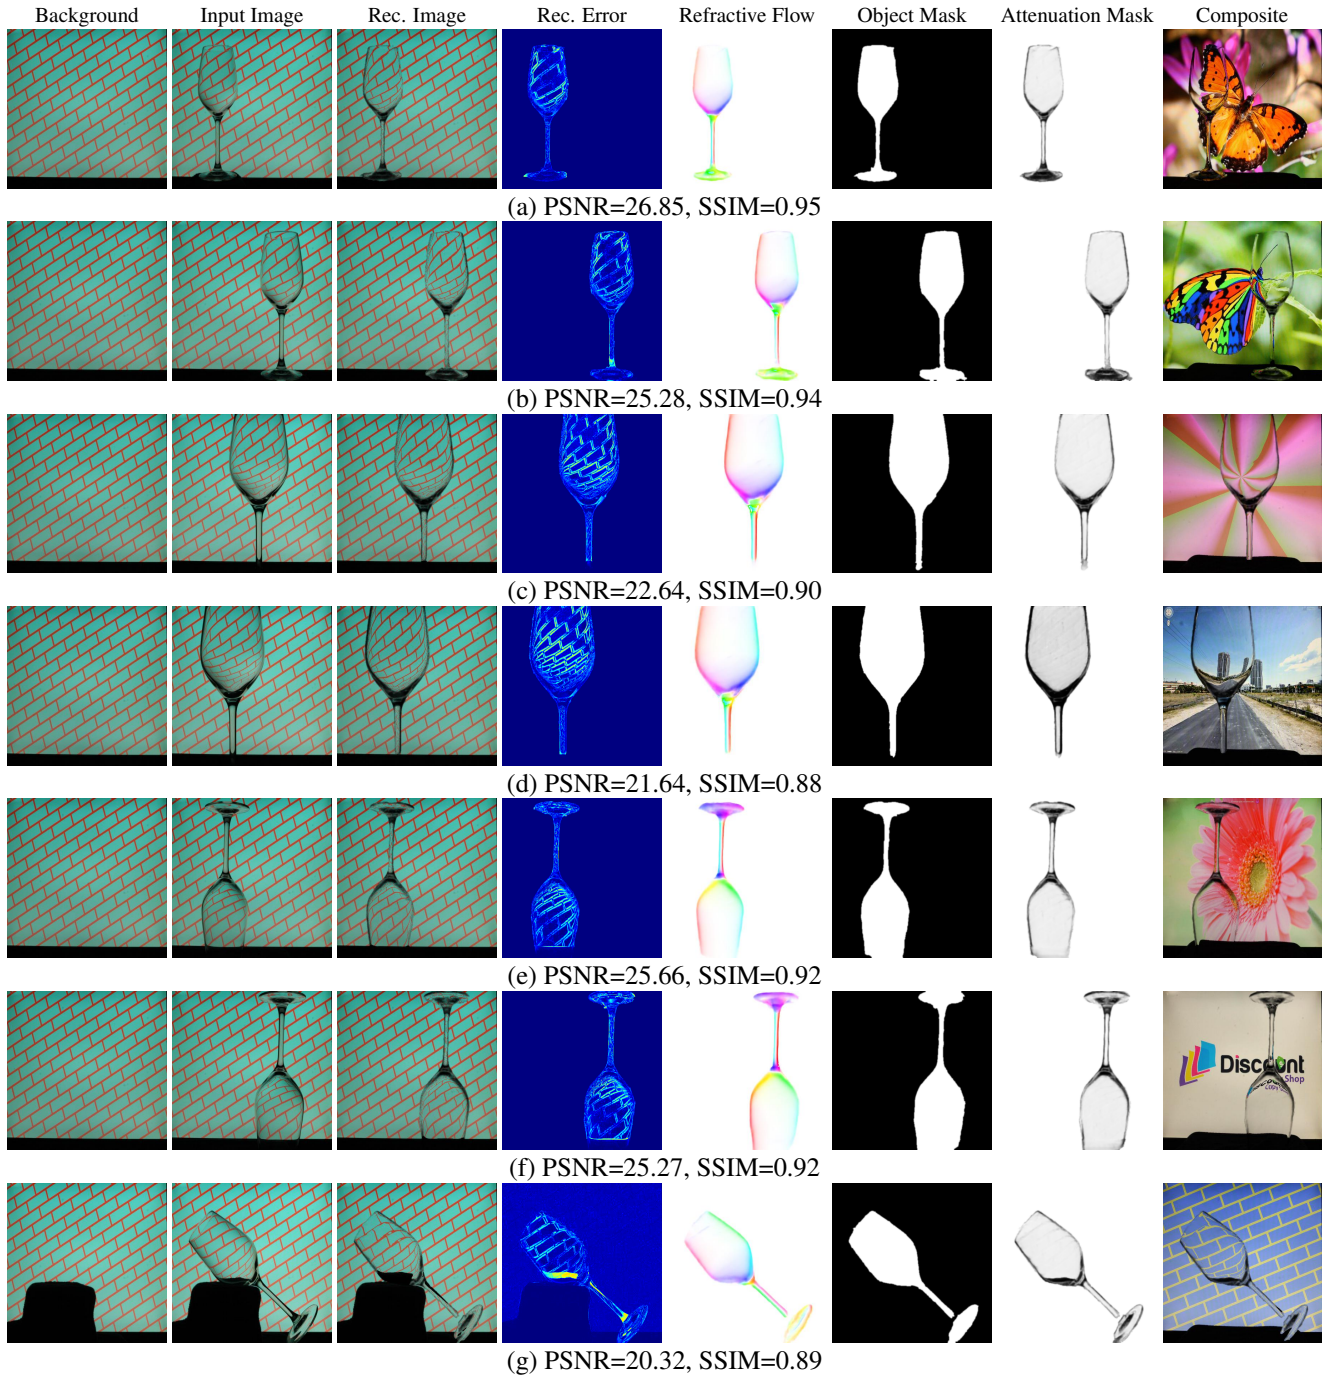 Background Input Image Rec. Image Rec. Error Refractive Flow Object Mask Attenuation Mask Composite
(a) PSNR=26.85, SSIM=0.95
(b) PSNR=25.28, SSIM=0.94
(c) PSNR=22.64, SSIM=0.90
(d) PSNR=21.64, SSIM=0.88
(e) PSNR=25.66, SSIM=0.92
Discount
Shop
(f) PSNR=25.27, SSIM=0.92
(g) PSNR=20.32, SSIM=0.89